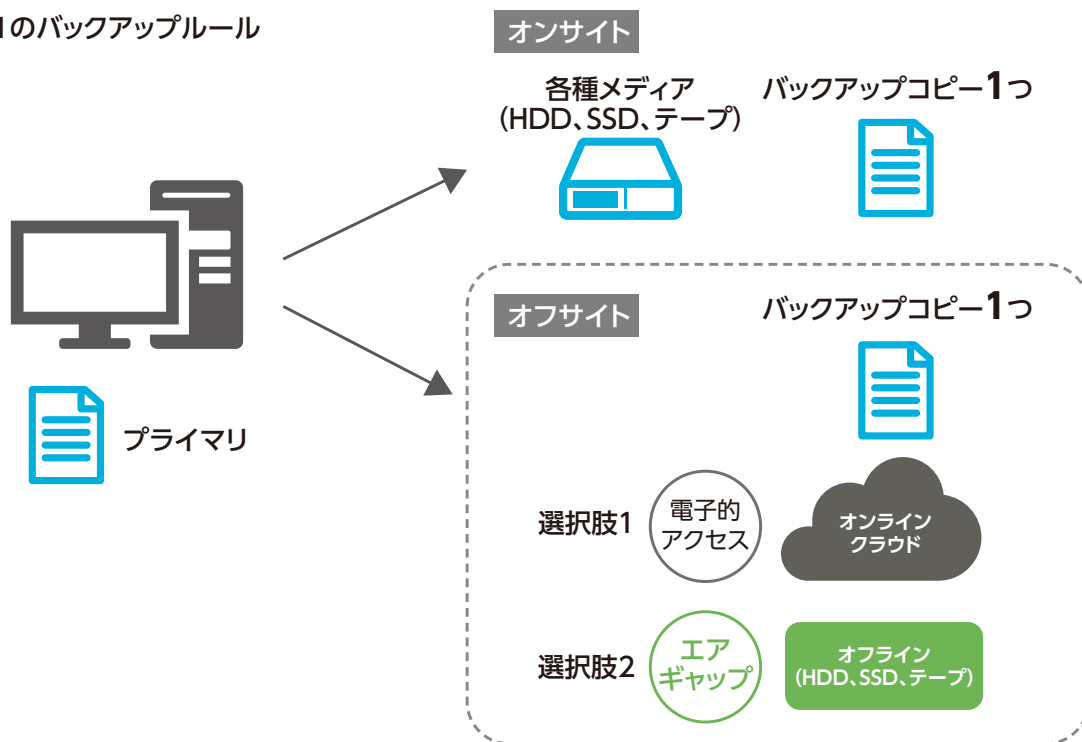 1のバックアップルール
オンサイト
各種メディア
(HDD、SSD、テープ)
バックアップコピー1つ
プライマリ
オフサイト
バックアップコピー1つ
選択肢1
電子的
アクセス
オンライン
クラウド
選択肢2
エア
ギャップ
オフライン
(HDD、SSD、テープ)